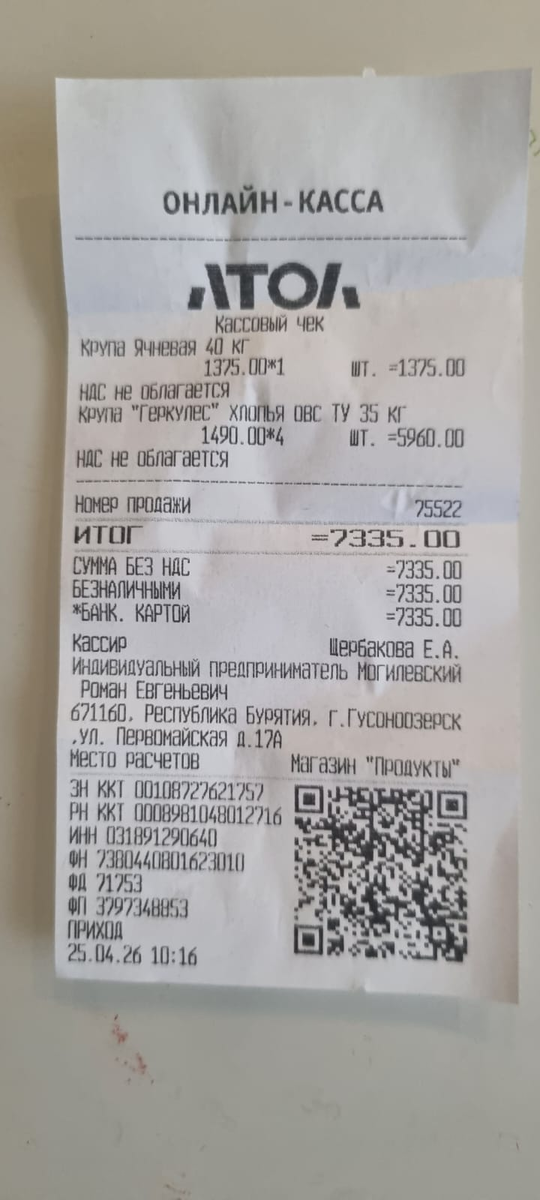 ОНЛАЙН-КАССА
АТОЛ
Кассовый чек
Крупа Ячневая 40 кг
1375.00*1 шт. =1375.00
НДС не облагается
Крупа "Геркулес" хлопья овс ТУ 35 кг
1490.00*4 шт. =5960.00
НДС не облагается
Номер продажи 75522
ИТОГ =7335.00
СУММА БЕЗ НДС =7335.00
БЕЗНАЛИЧНЫМИ =7335.00
*БАНК. КАРТОЙ =7335.00
Кассир Щербакова Е.А.
Индивидуальный предприниматель Могилевский
Роман Евгеньевич
671160, Республика Бурятия, г.Гусоноозерск
,ул. Первомайская д.17А
Место расчетов Магазин "Продукты"
ЗН ККТ 00108727621757
РН ККТ 0008981048012716
ИНН 031891290640
ФН 7380440801623010
ФД 71753
ФП 3797348853
ПРИХОД
25.04.26 10:16